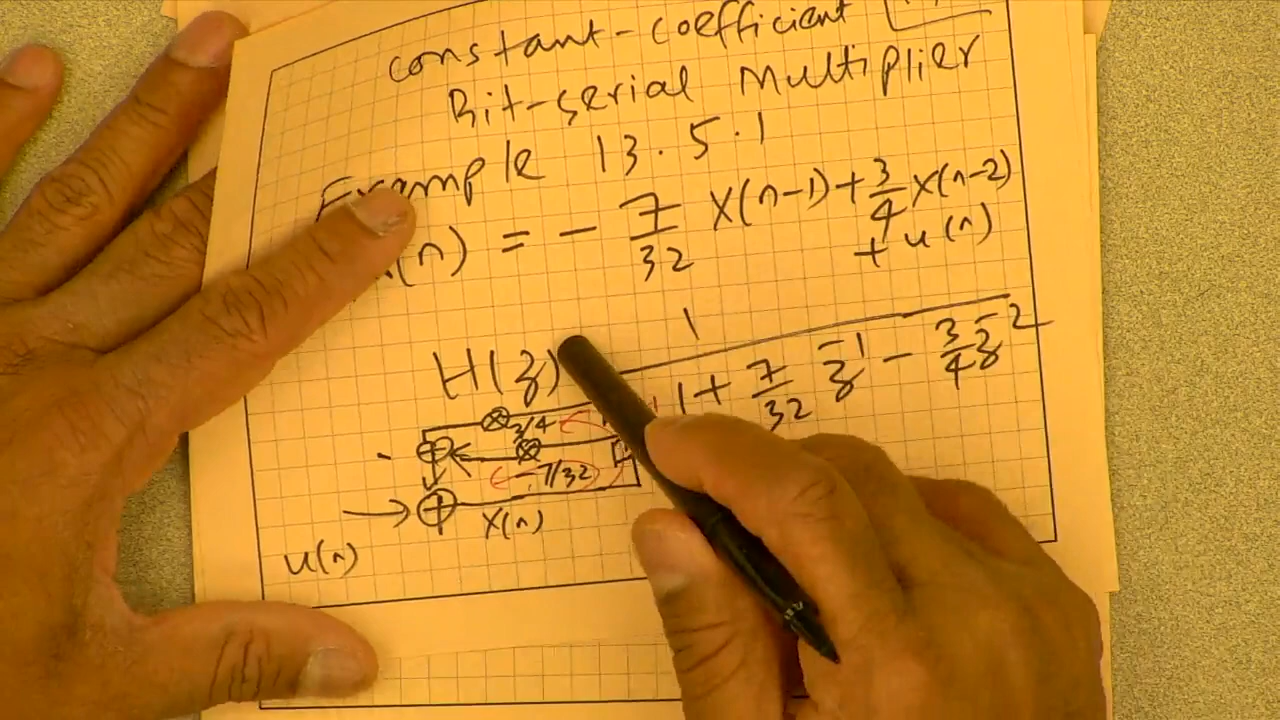 constant-coefficient
Bit-serial Multiplier
Example 13.5.1
(n) = - 7/32 x(n-1) + 3/4 x(n-2)
+ u(n)
H(z) 1 / 1 + 7/32 z^-1 - 3/4 z^-2
3/4
-7/32
x(n)
u(n)